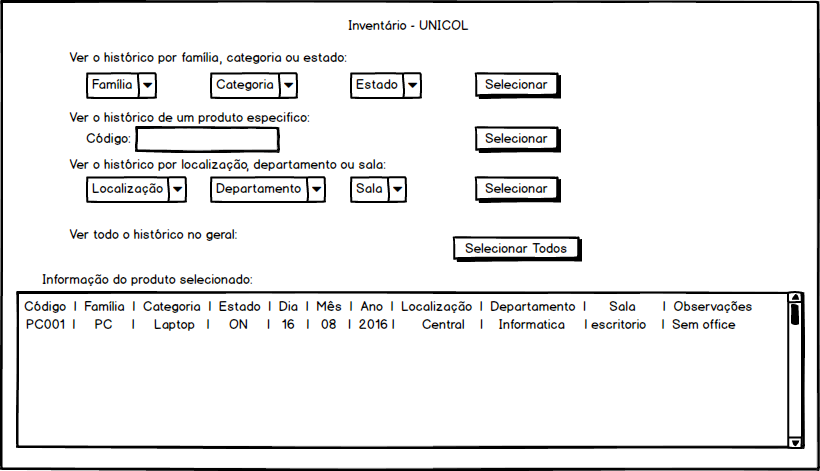 Inventário - UNICOL
Ver o histórico por família, categoria ou estado:
Família Categoria Estado Selecionar
Ver o histórico de um produto especifico:
Código: Selecionar
Ver o histórico por localização, departamento ou sala:
Localização Departamento Sala Selecionar
Ver todo o histórico no geral:
Selecionar Todos
Informação do produto selecionado:
Código | Família | Categoria | Estado | Dia | Mês | Ano | Localização | Departamento | Sala | Observações
PC001 | PC | Laptop | ON | 16 | 08 | 2016 | Central | Informatica | escritorio | Sem office